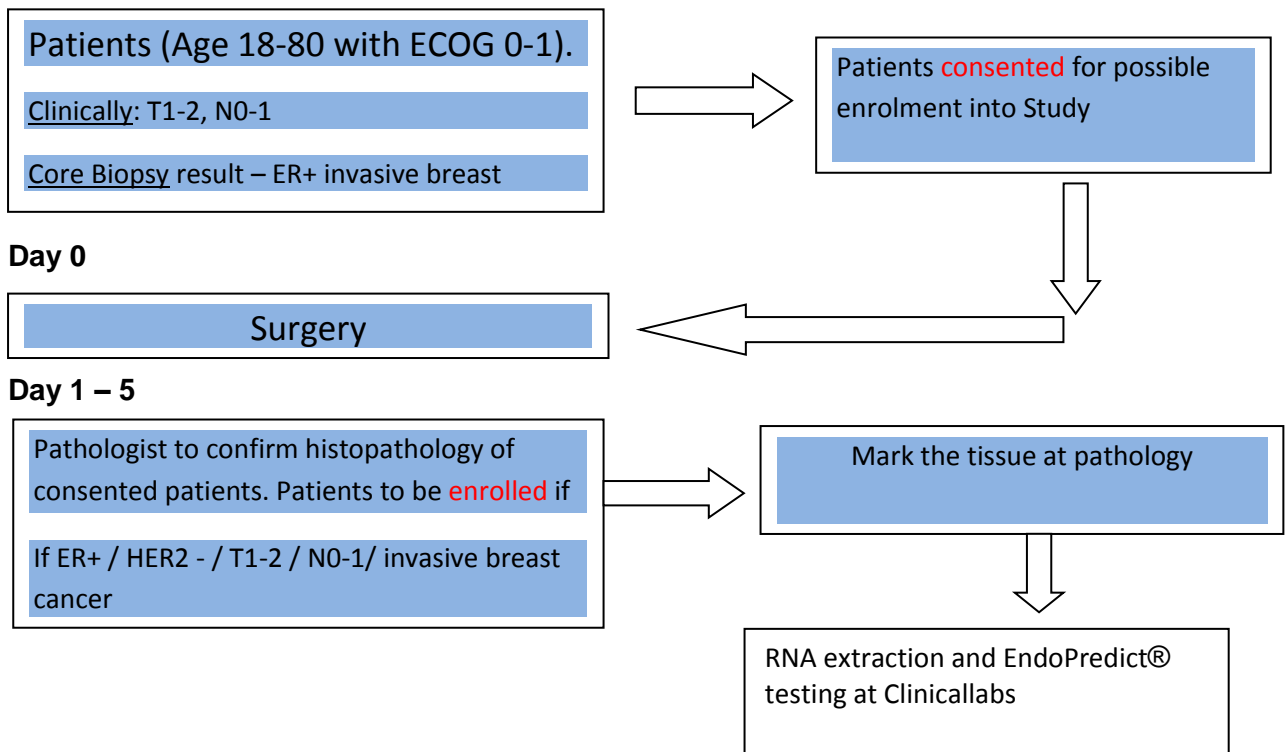 Patients (Age 18-80 with ECOG 0-1).
Clinically: T1-2, N0-1
Core Biopsy result – ER+ invasive breast
Patients consented for possible
enrolment into Study
Day 0
Surgery
Day 1 – 5
Pathologist to confirm histopathology of
consented patients. Patients to be enrolled if
If ER+ / HER2 - / T1-2 / N0-1/ invasive breast
cancer
Mark the tissue at pathology
RNA extraction and EndoPredict®
testing at Clinicallabs